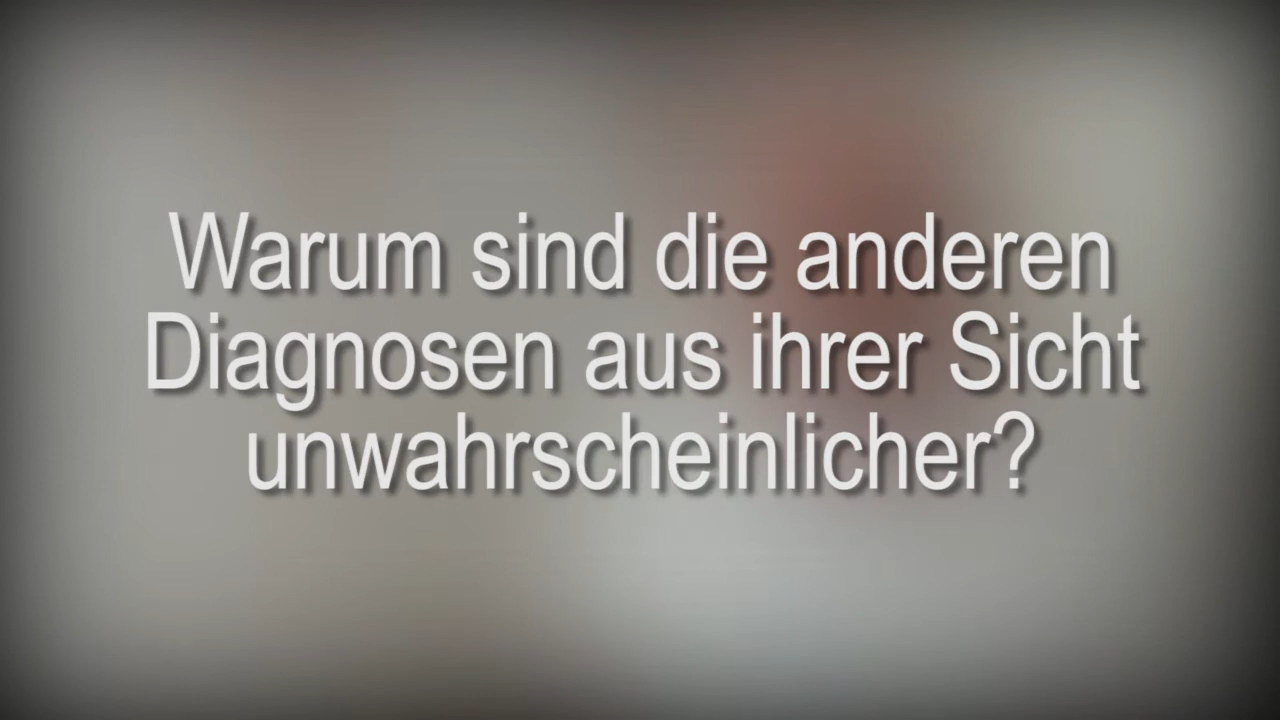 Warum sind die anderen
Diagnosen aus ihrer Sicht
unwahrscheinlicher?